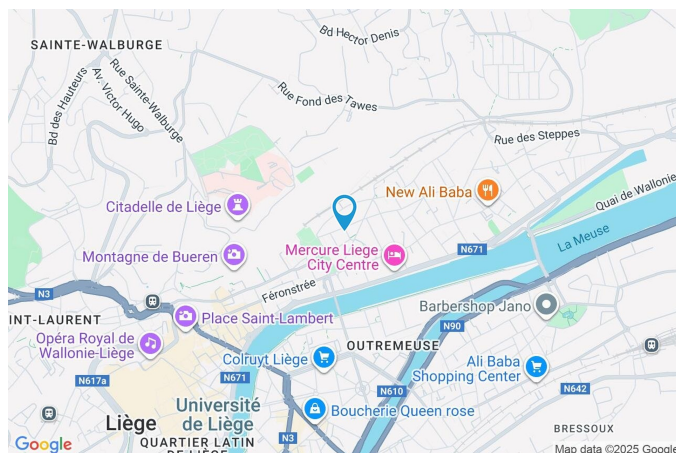 SAINTE-WALBURGE
Bd Hector Denis
Bd des Hauteurs
Av. Victor Hugo
Rue Sainte-Walburge
Rue Fond des Tawes
Rue des Steppes
Quai de Wallonie
New Ali Baba
Citadelle de Liège
La Meuse
Montagne de Bueren
Mercure Liege
City Centre
N671
N3
Féronstrée
Barbershop Jano
INT-LAURENT
Place Saint-Lambert
N90
Opéra Royal de
Wallonie-Liège
OUTREMEUSE
Colruyt Liège
Ali Baba
Shopping Center
N617a
N671
N610
N642
Université
de Liège
Boucherie Queen rose
Liège
N3
BRESSOUX
QUARTIER LATIN
DE LIÈGE
Google
Map data ©2025 Google